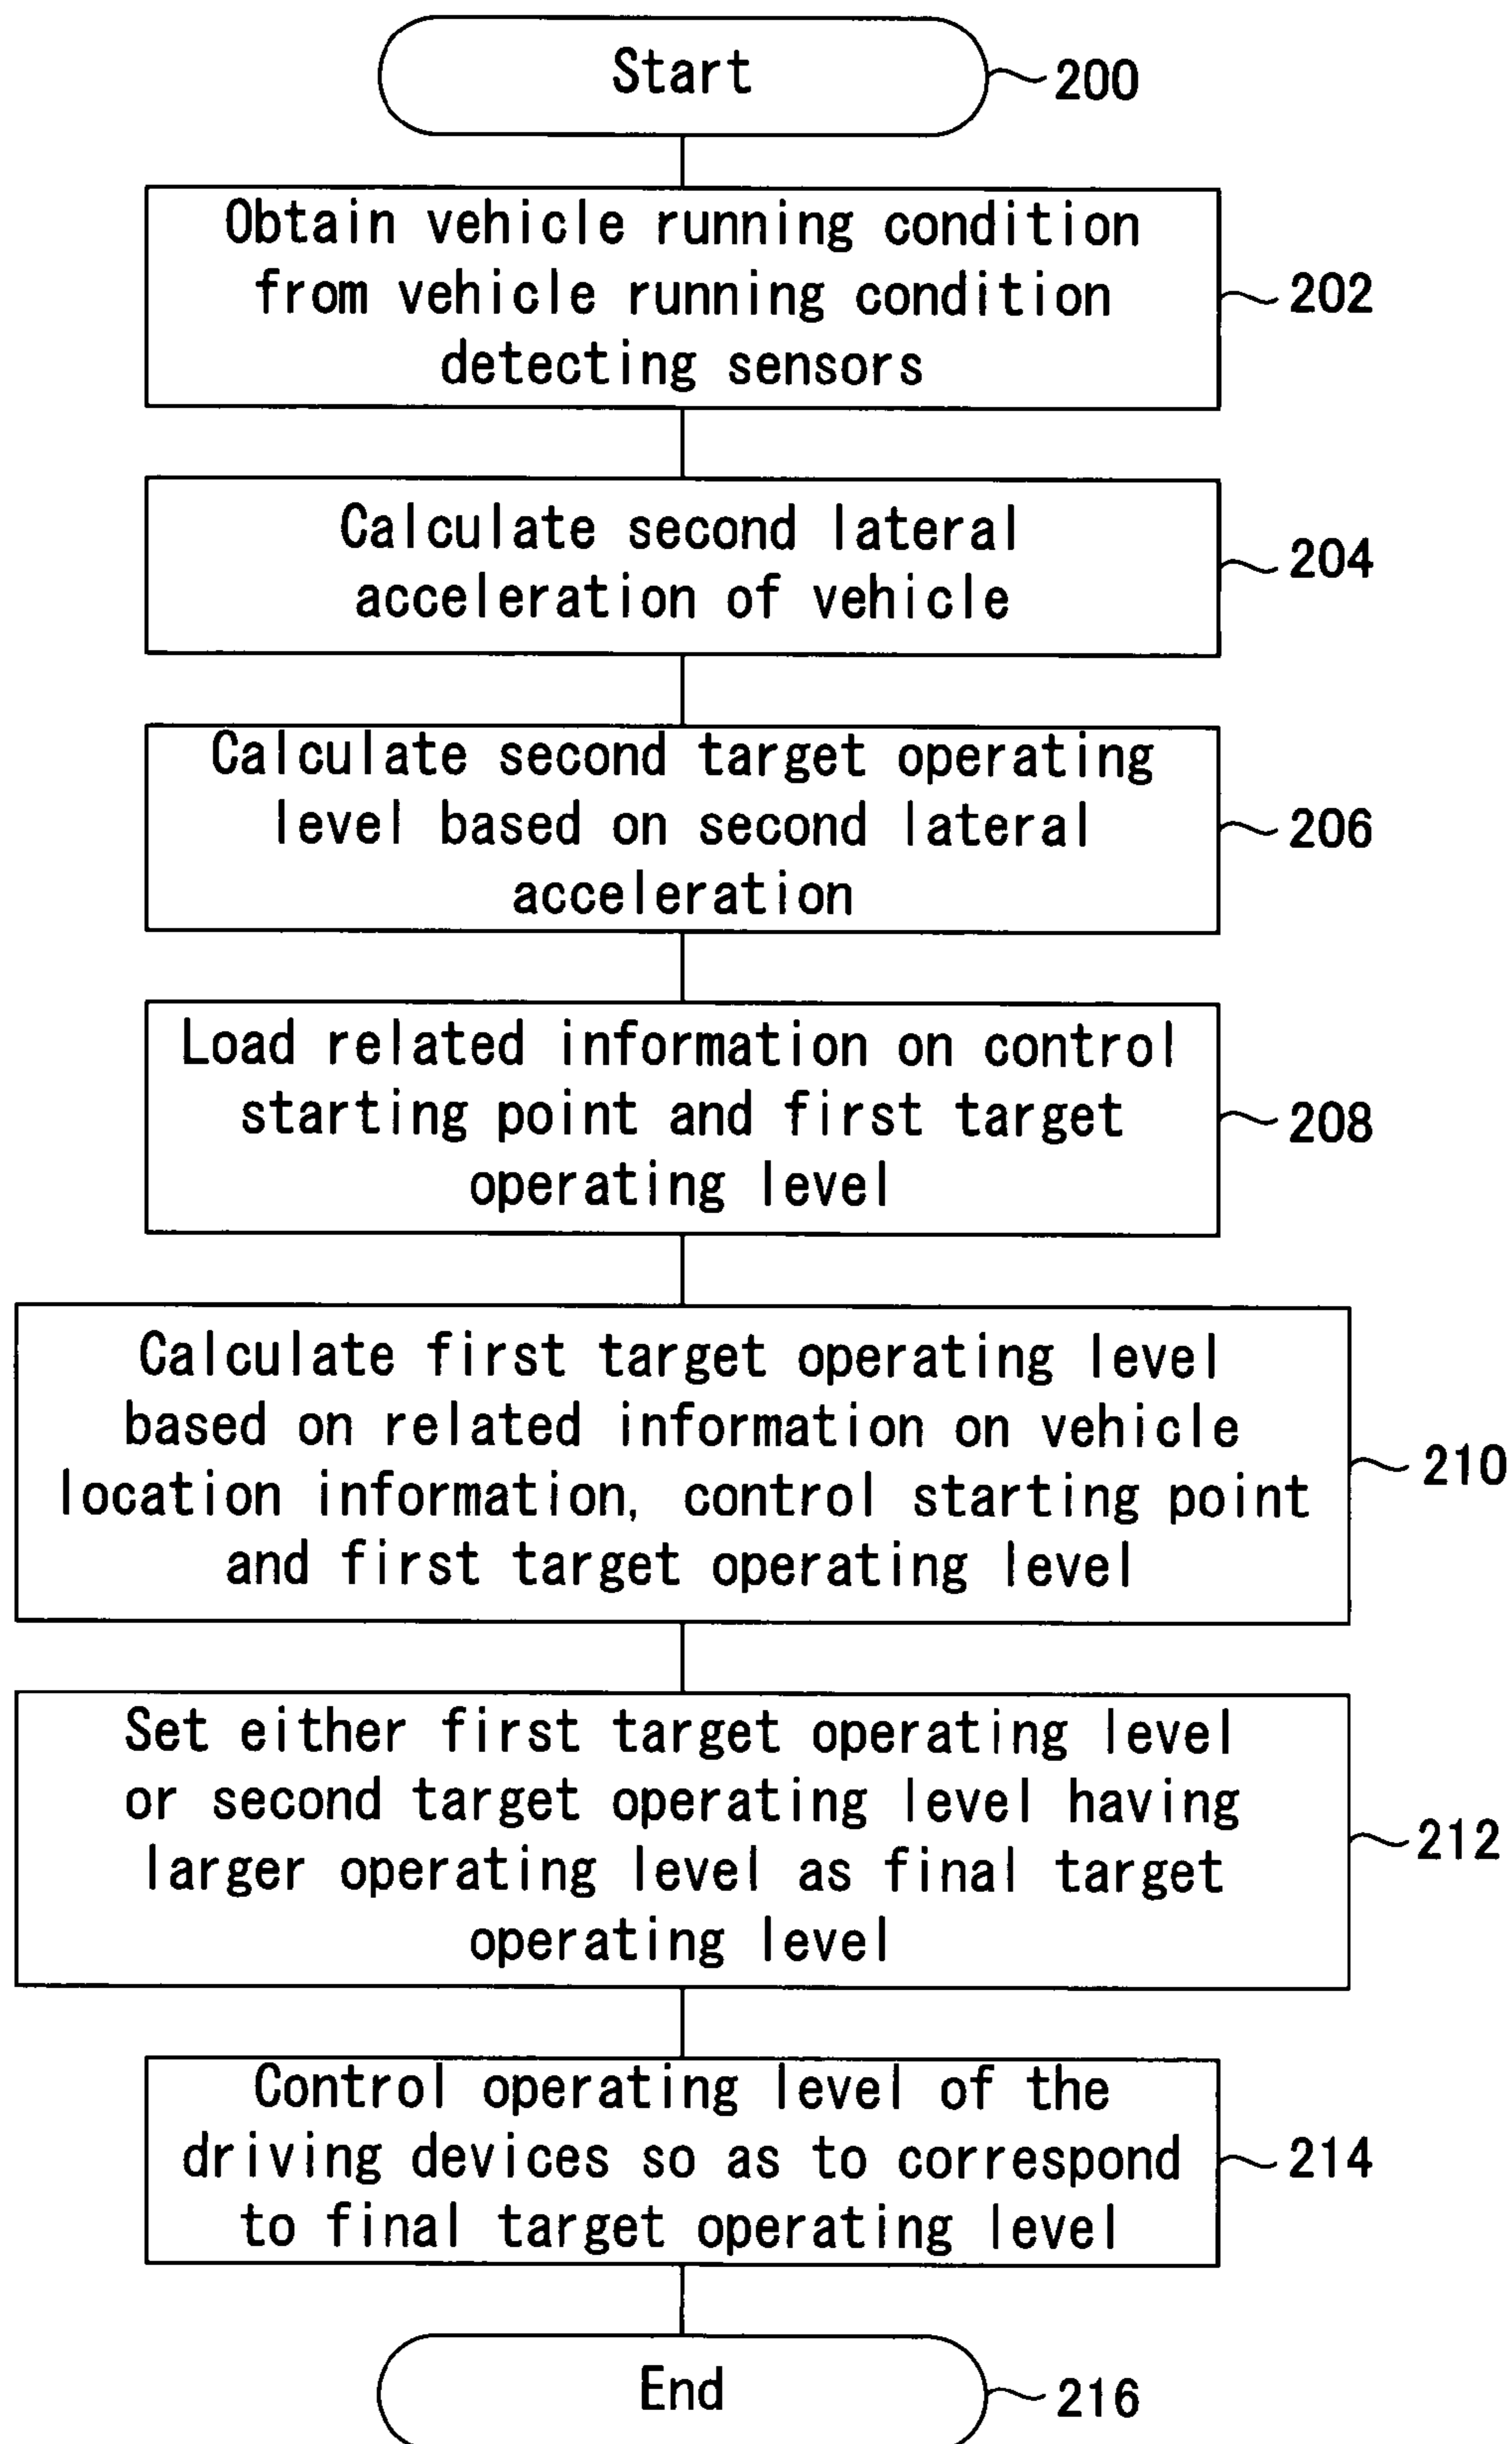 Start
200
Obtain vehicle running condition
from vehicle running condition
detecting sensors
202
Calculate second lateral
acceleration of vehicle
204
Calculate second target operating
level based on second lateral
acceleration
206
Load related information on control
starting point and first target
operating level
208
Calculate first target operating level
based on related information on vehicle
location information, control starting point
and first target operating level
210
Set either first target operating level
or second target operating level having
larger operating level as final target
operating level
212
Control operating level of the
driving devices so as to correspond
to final target operating level
214
End
216